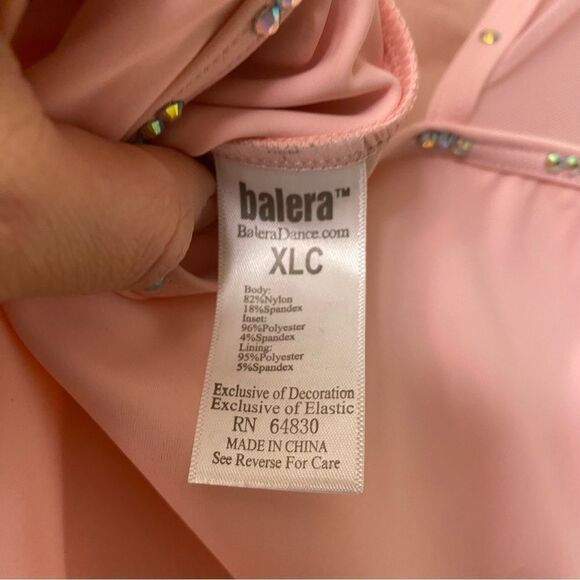 balera™
BaleraDance.com
XLC
Body:
82%Nylon
18%Spandex
Inset:
96%Polyester
4%Spandex
Lining:
95%Polyester
5%Spandex
Exclusive of Decoration
Exclusive of Elastic
RN 64830
MADE IN CHINA
See Reverse For Care